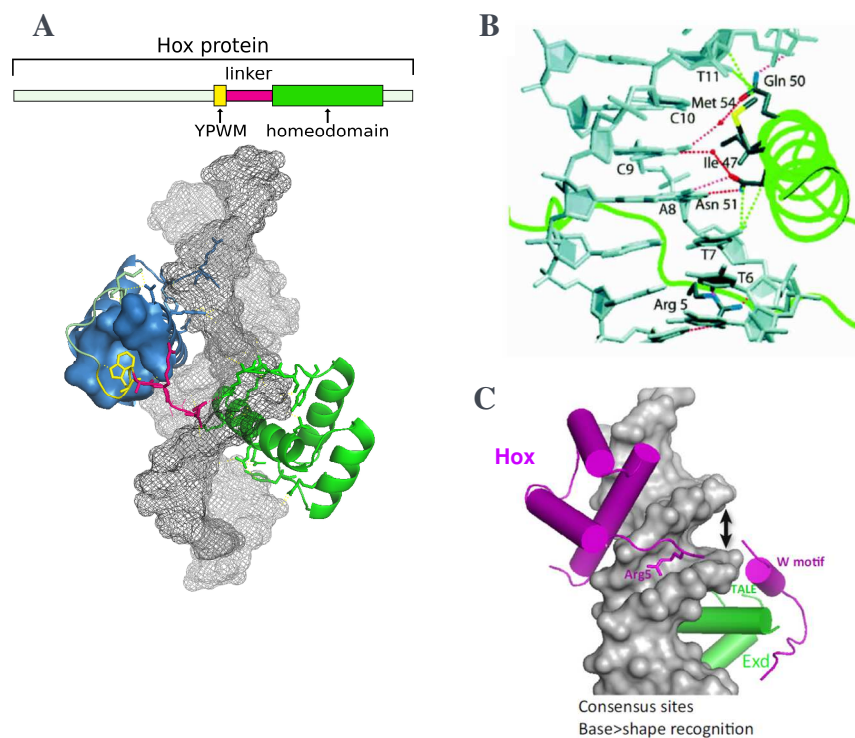 A
Hox protein
linker
YPWM
homeodomain
B
T11
Gln 50
Met 54
C10
C9
Ile 47
A8
Asn 51
T7
T6
Arg 5
C
Hox
Arg5
W motif
TALE
Exd
Consensus sites
Base>shape recognition